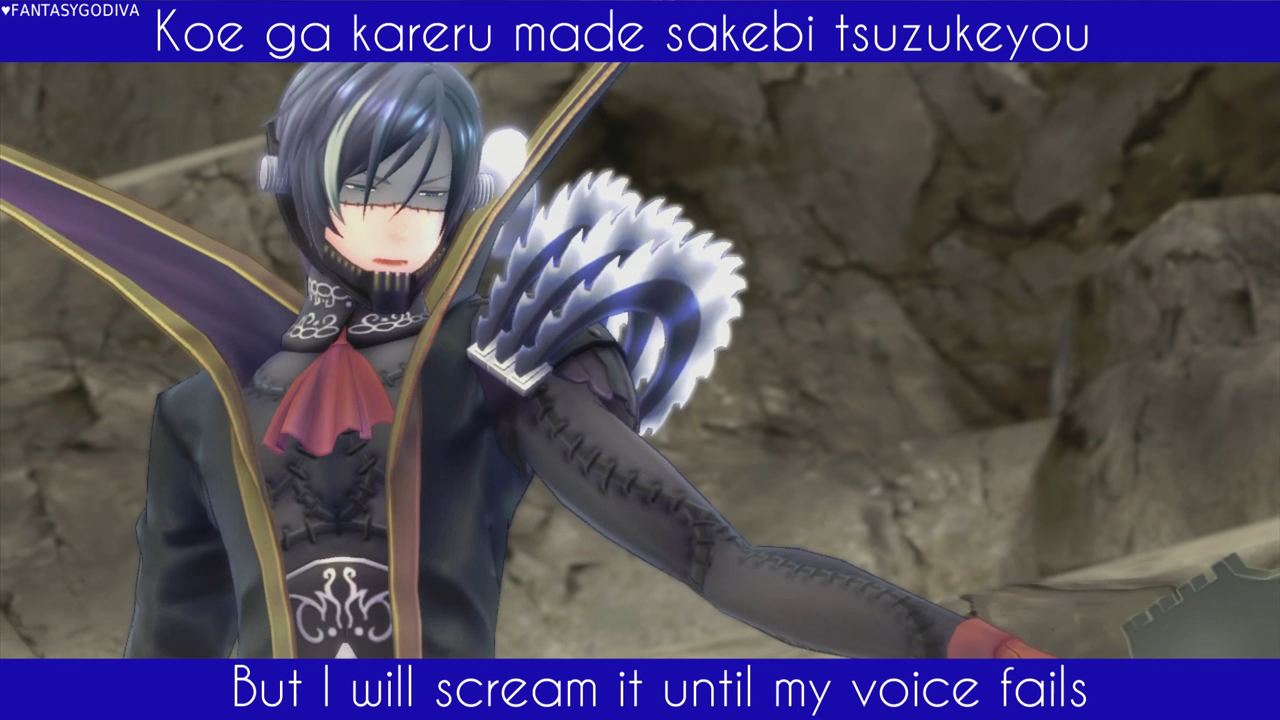 ♥FANTASYGODIVA
Koe ga kareru made sakebi tsuzukeyou
But I will scream it until my voice fails